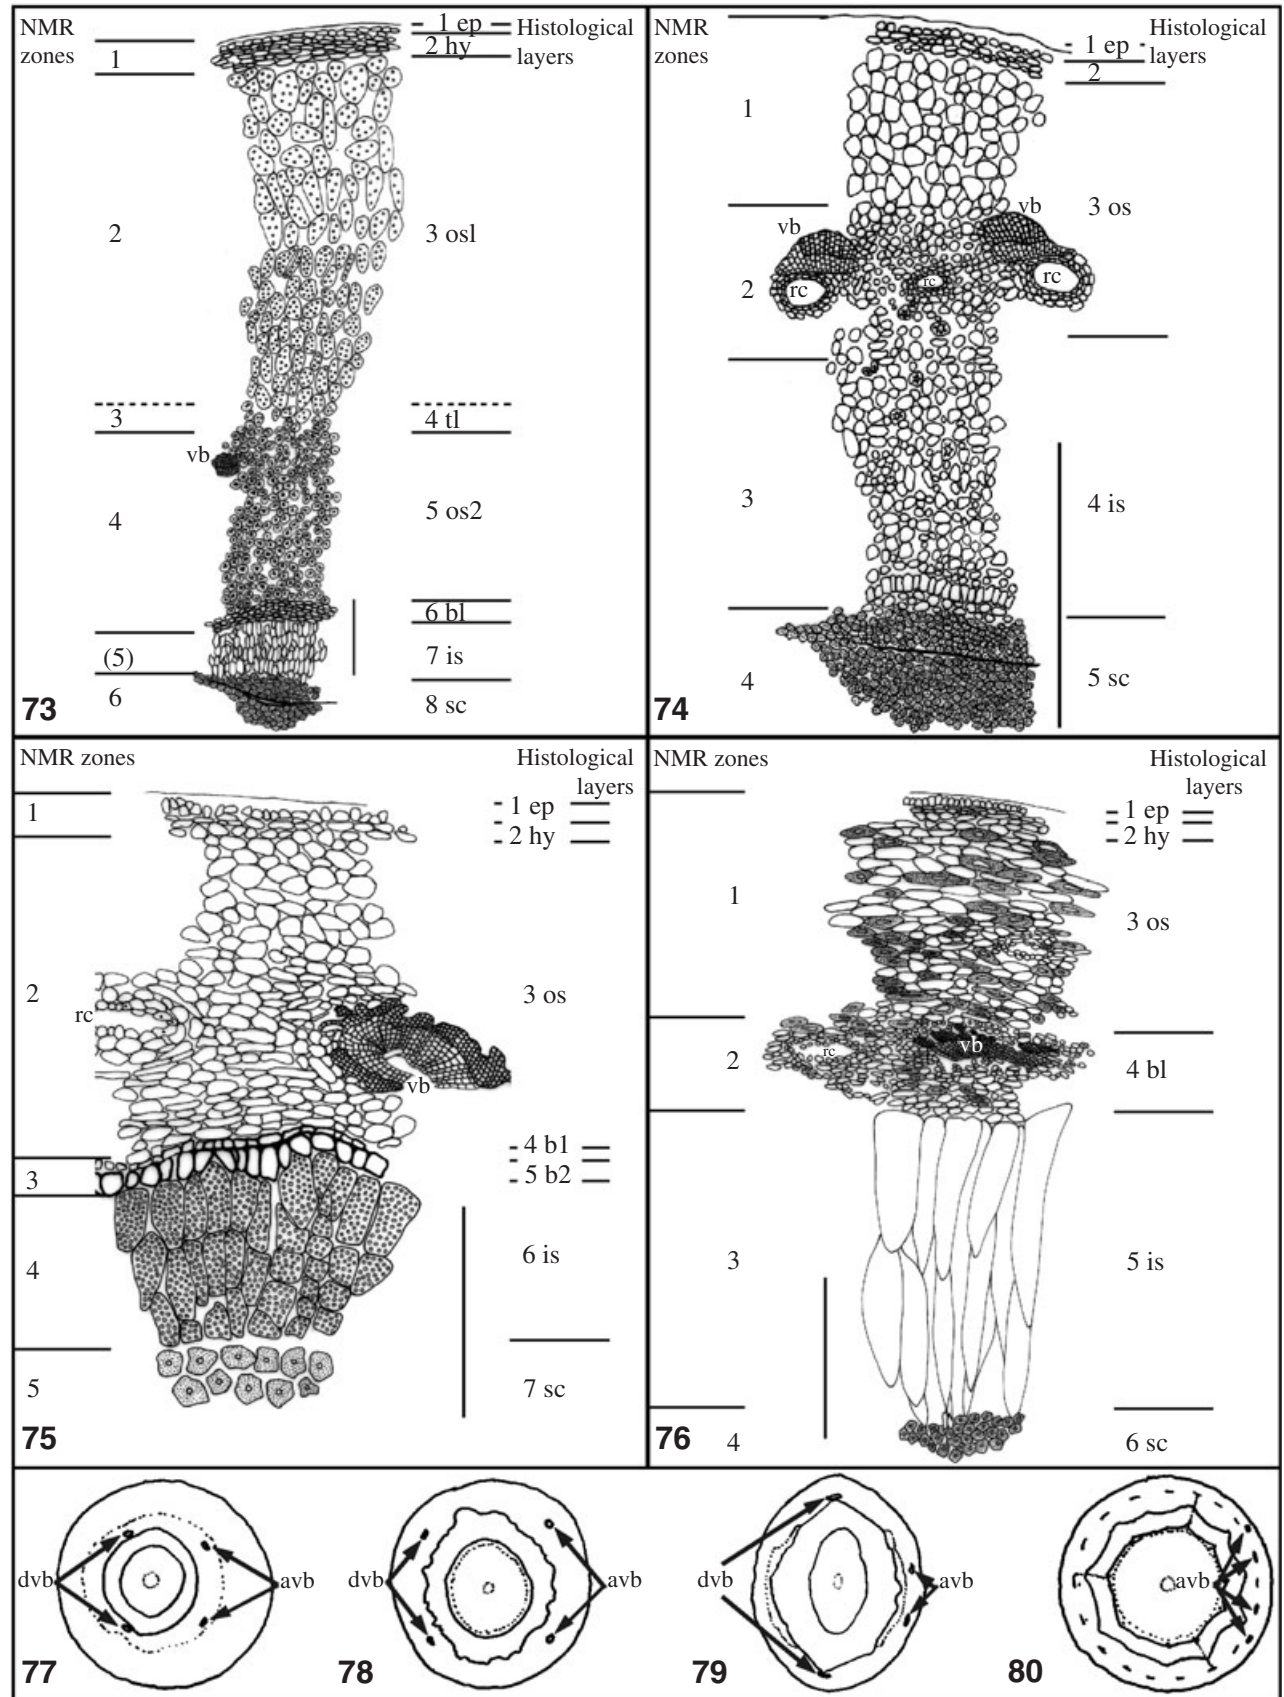 NMR
zones
1 ep
2 hy
Histological
layers
1
2
3 osl
3
4 tl
vb
4
5 os2
6 bl
(5)
7 is
6
8 sc
73
NMR
zones
1 ep
2
Histological
layers
1
vb
vb
3 os
2
rc
rc
rc
3
4 is
4
5 sc
74
NMR zones
Histological
layers
1
1 ep
2 hy
2
3 os
rc
vb
4 b1
5 b2
3
4
6 is
5
7 sc
75
NMR zones
Histological
layers
1 ep
2 hy
1
3 os
2
rc
vb
4 bl
3
5 is
4
6 sc
76
dvb
avb
77
dvb
avb
78
dvb
avb
79
avb
80